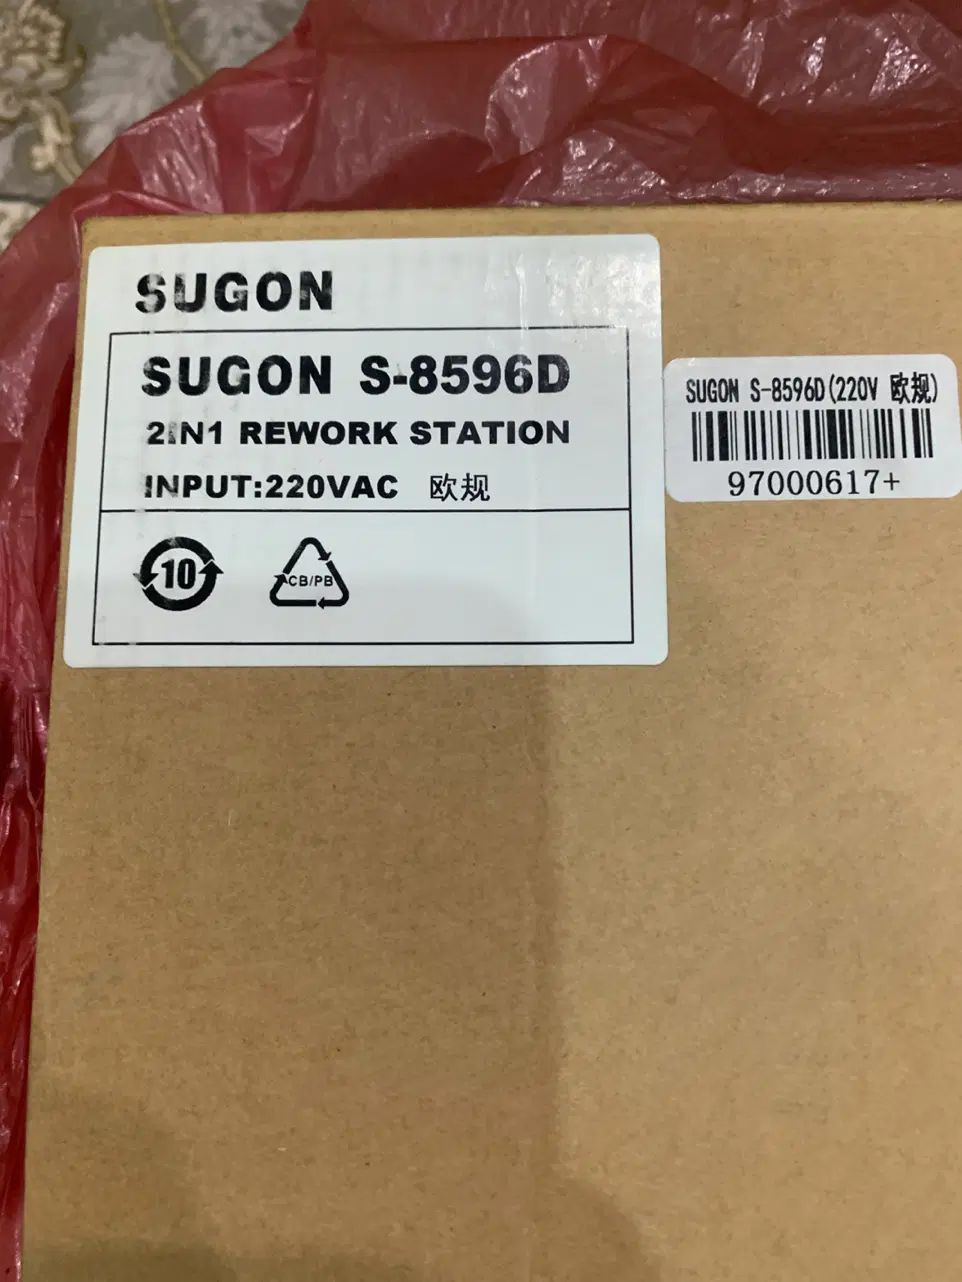 SUGON
SUGON S-8596D
2IN1 REWORK STATION
INPUT:220VAC 欧规
10
CB/PB
SUGON S-8596D(220V 欧规)
97000617+